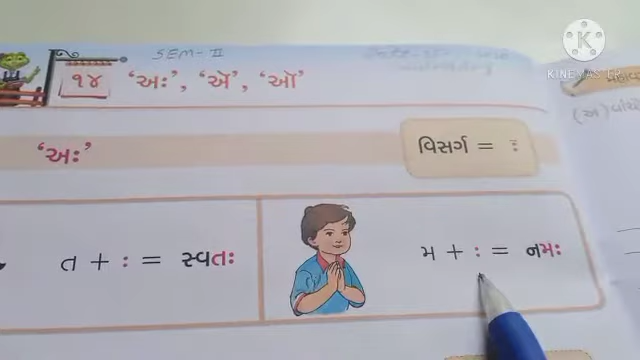 SEM-II
KINEMASTER
૧૪ 'અઃ', 'ઍ', 'ઑ'
'અઃ'
વિસર્ગ = ઃ
ત + ઃ = સ્વતઃ
મ + ઃ = નમઃ